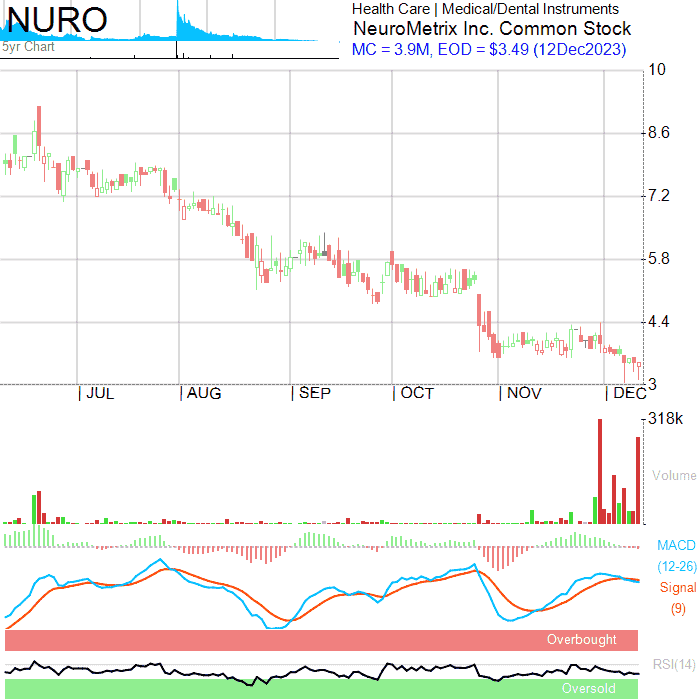 NURO
5yr Chart
Health Care | Medical/Dental Instruments
NeuroMetrix Inc. Common Stock
MC = 3.9M, EOD = $3.49 (12Dec2023)
10
8.6
7.2
5.8
4.4
3
JUL AUG SEP OCT NOV DEC
318k
Volume
MACD
(12-26)
Signal
(9)
Overbought
RSI(14)
Oversold